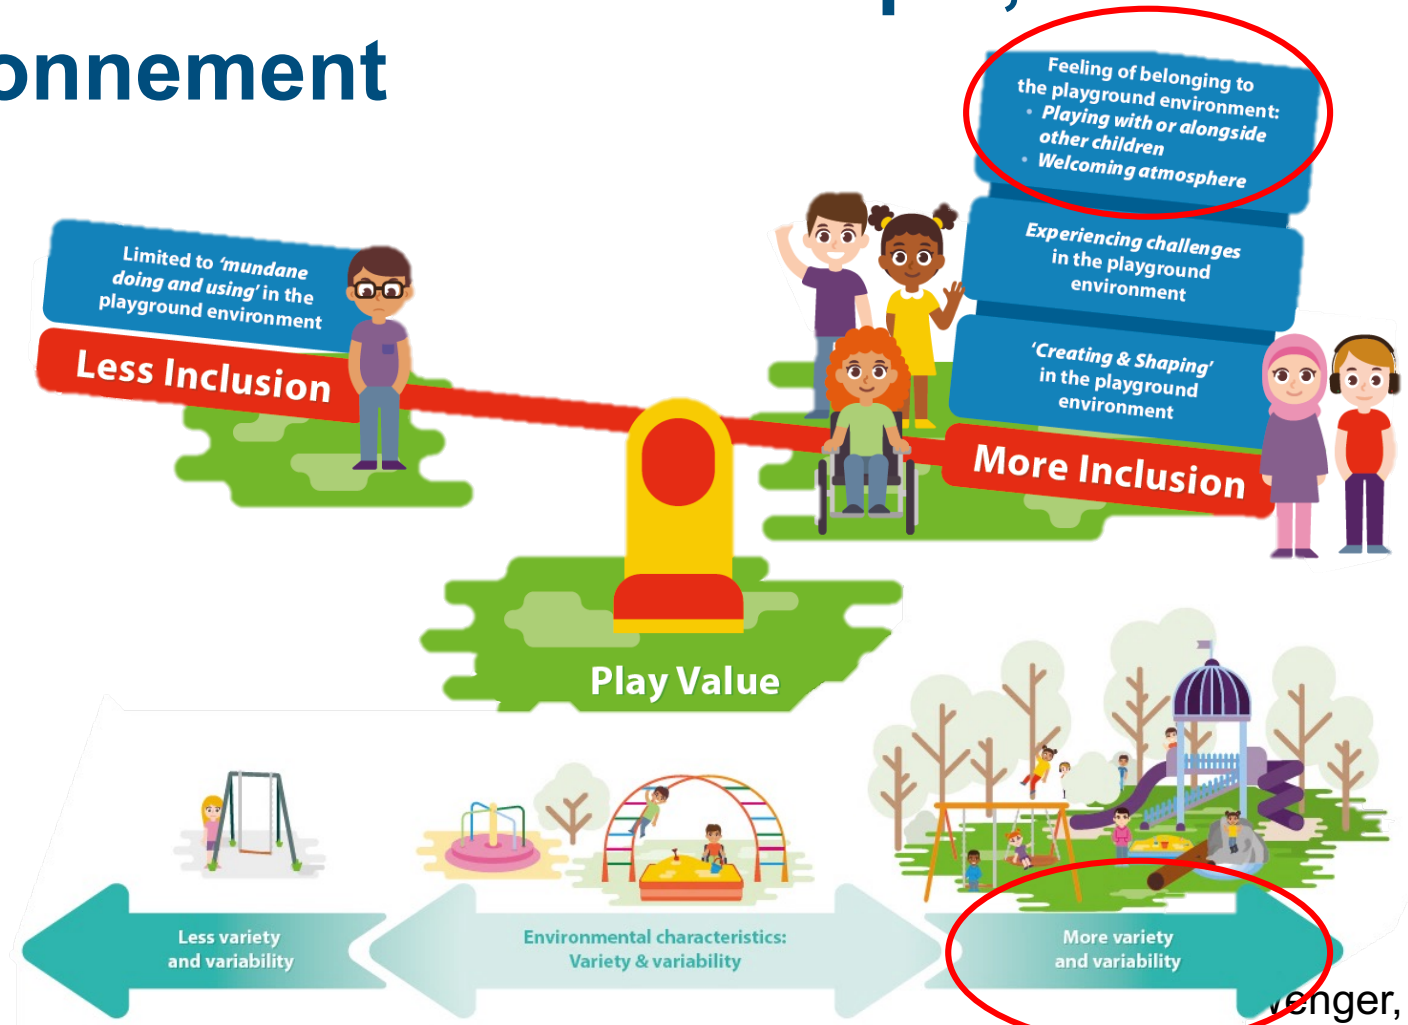 onnement
Feeling of belonging to
the playground environment:
• Playing with or alongside
other children
• Welcoming atmosphere
Limited to ‘mundane
doing and using’ in the
playground environment
Experiencing challenges
in the playground
environment
‘Creating & Shaping’
in the playground
environment
Less Inclusion
More Inclusion
Play Value
Less variety
and variability
Environmental characteristics:
Variety & variability
More variety
and variability
Wenger,